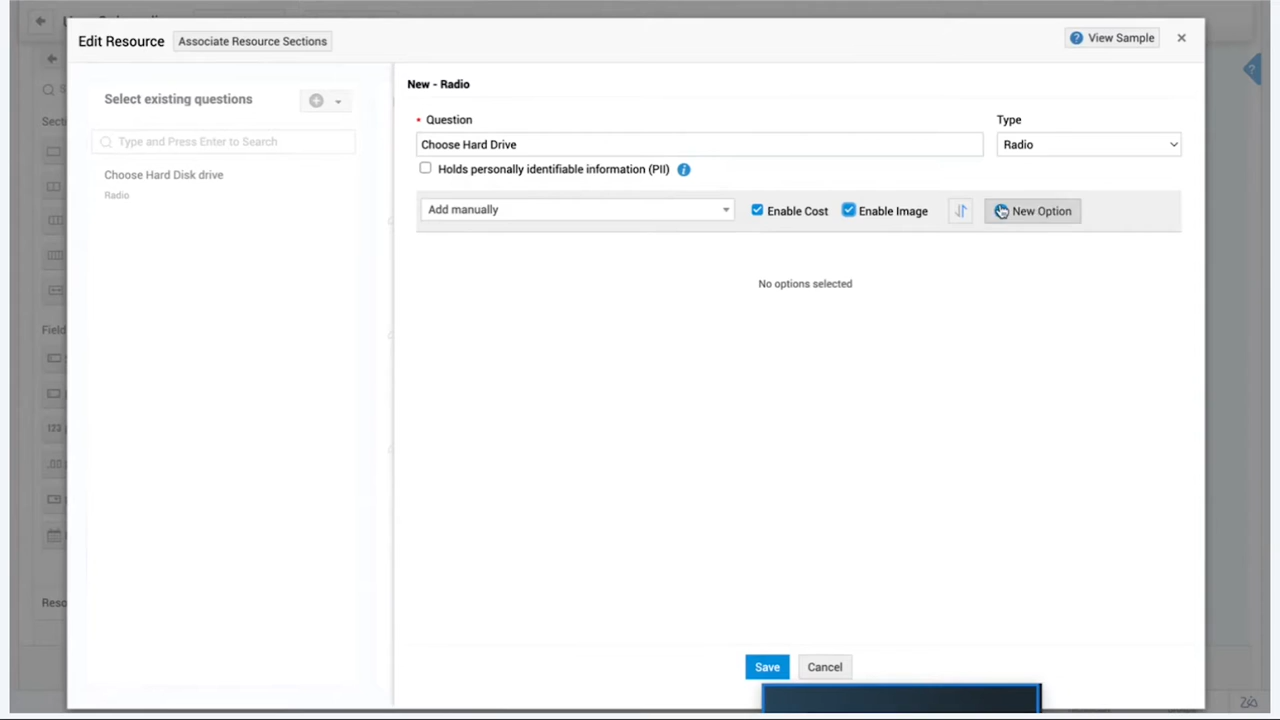 Edit Resource
Associate Resource Sections
View Sample
Select existing questions
Type and Press Enter to Search
Choose Hard Disk drive
Radio
New - Radio
• Question
Type
Choose Hard Drive
Radio
Holds personally identifiable information (PII)
Add manually
Enable Cost
Enable Image
New Option
No options selected
Save
Cancel
Field
123